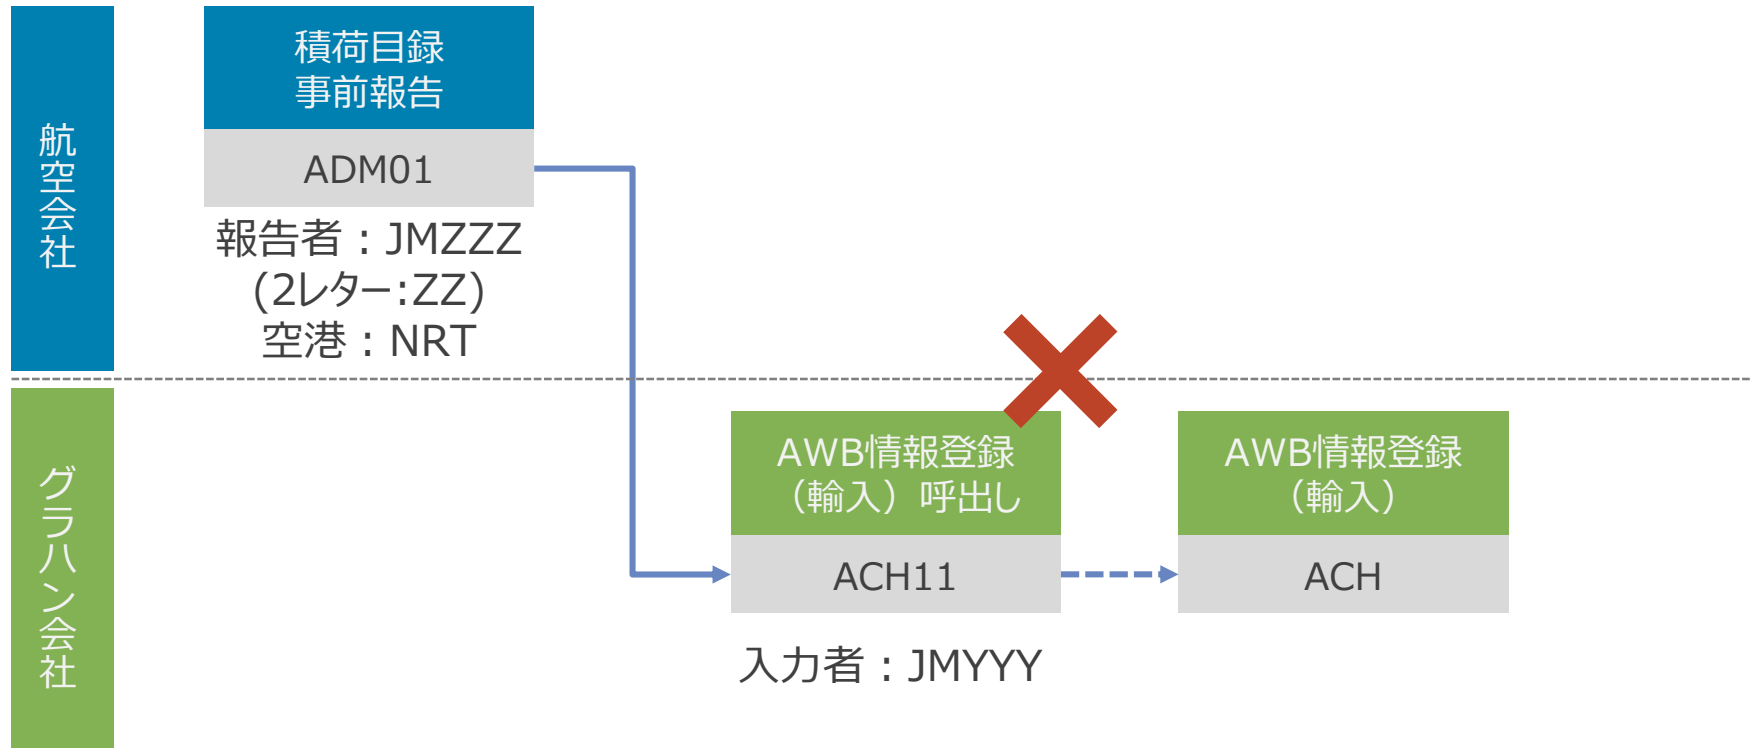 航空会社
積荷目録
事前報告
ADM01
報告者：JMZZZ
(2レター:ZZ)
空港：NRT
グラハン会社
AWB情報登録
（輸入）呼出し
ACH11
入力者：JMYYY
AWB情報登録
（輸入）
ACH